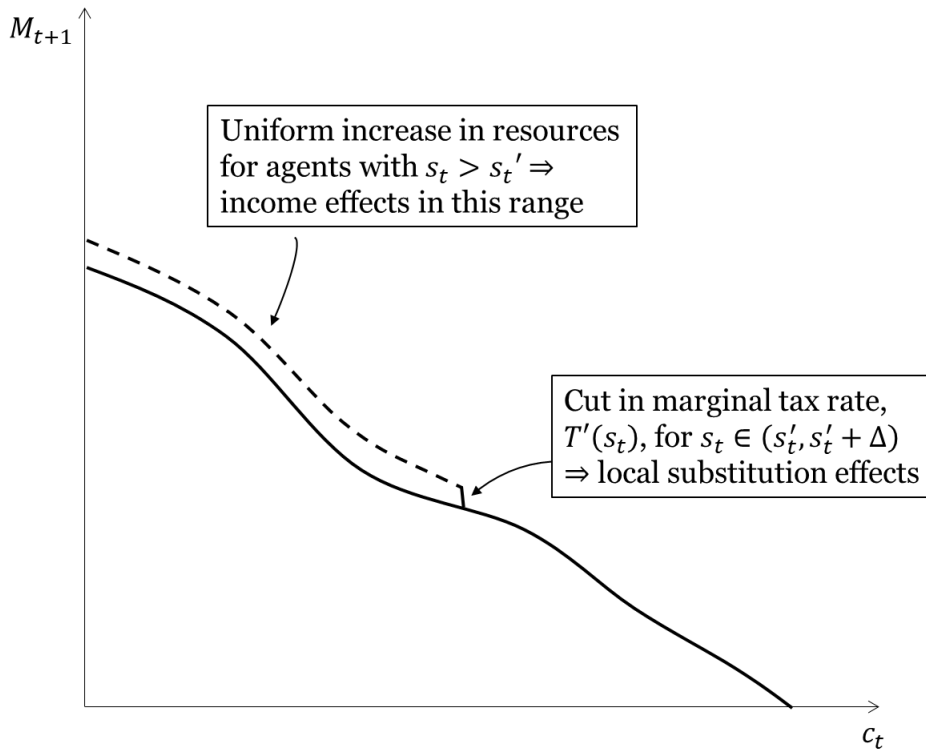 M_{t+1}
Uniform increase in resources
for agents with s_t > s_t′ ⇒
income effects in this range
Cut in marginal tax rate,
T′(s_t), for s_t ∈ (s_t′, s_t′ + Δ)
⇒ local substitution effects
c_t